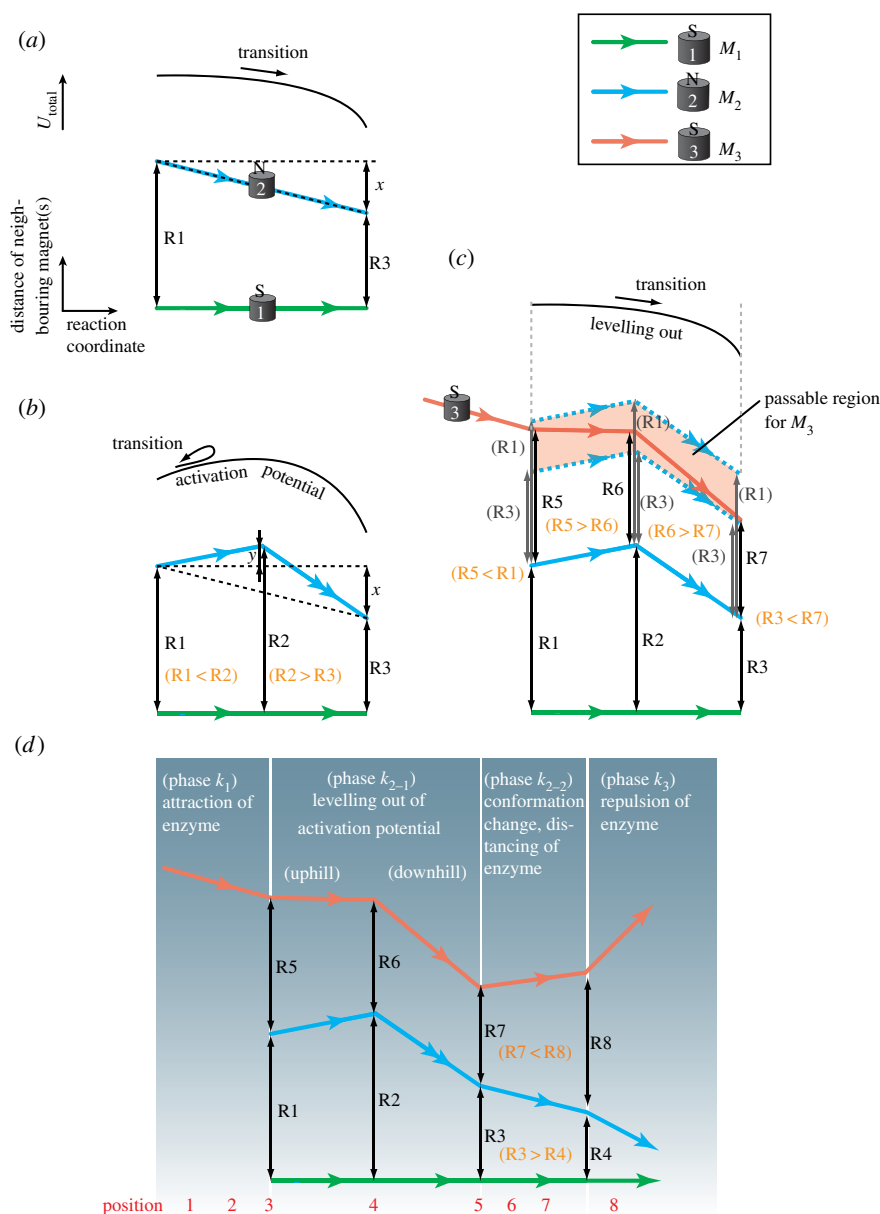 (a)
transition
U_total
distance of neigh-
bouring magnet(s)
reaction
coordinate
R1
N
2
x
R3
S
1
S
1
M₁
N
2
M₂
S
3
M₃
(b)
transition
activation potential
y
x
R1
R2
R3
(R1 < R2)
(R2 > R3)
(c)
transition
levelling out
S
3
passable region
for M₃
(R1)
(R1)
(R1)
(R3)
R5
R6
(R3)
(R5 > R6)
(R6 > R7)
(R3)
R7
(R5 < R1)
(R3 < R7)
R1
R2
R3
(d)
(phase k₁)
attraction of
enzyme
(phase k₂₋₁)
levelling out of
activation potential
(uphill)
(downhill)
(phase k₂₋₂)
conformation
change, dis-
tancing of
enzyme
(phase k₃)
repulsion of
enzyme
R5
R6
R7
(R7 < R8)
R8
R1
R2
R3
(R3 > R4)
R4
position 1 2 3 4 5 6 7 8